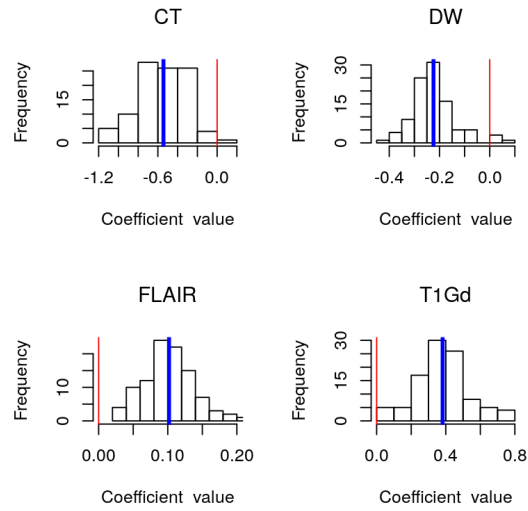 CT
Frequency
0 15
-1.2 -0.6 0.0
Coefficient value
DW
Frequency
0 15 30
-0.4 -0.2 0.0
Coefficient value
FLAIR
Frequency
0 10
0.00 0.10 0.20
Coefficient value
T1Gd
Frequency
0 15 30
0.0 0.4 0.8
Coefficient value